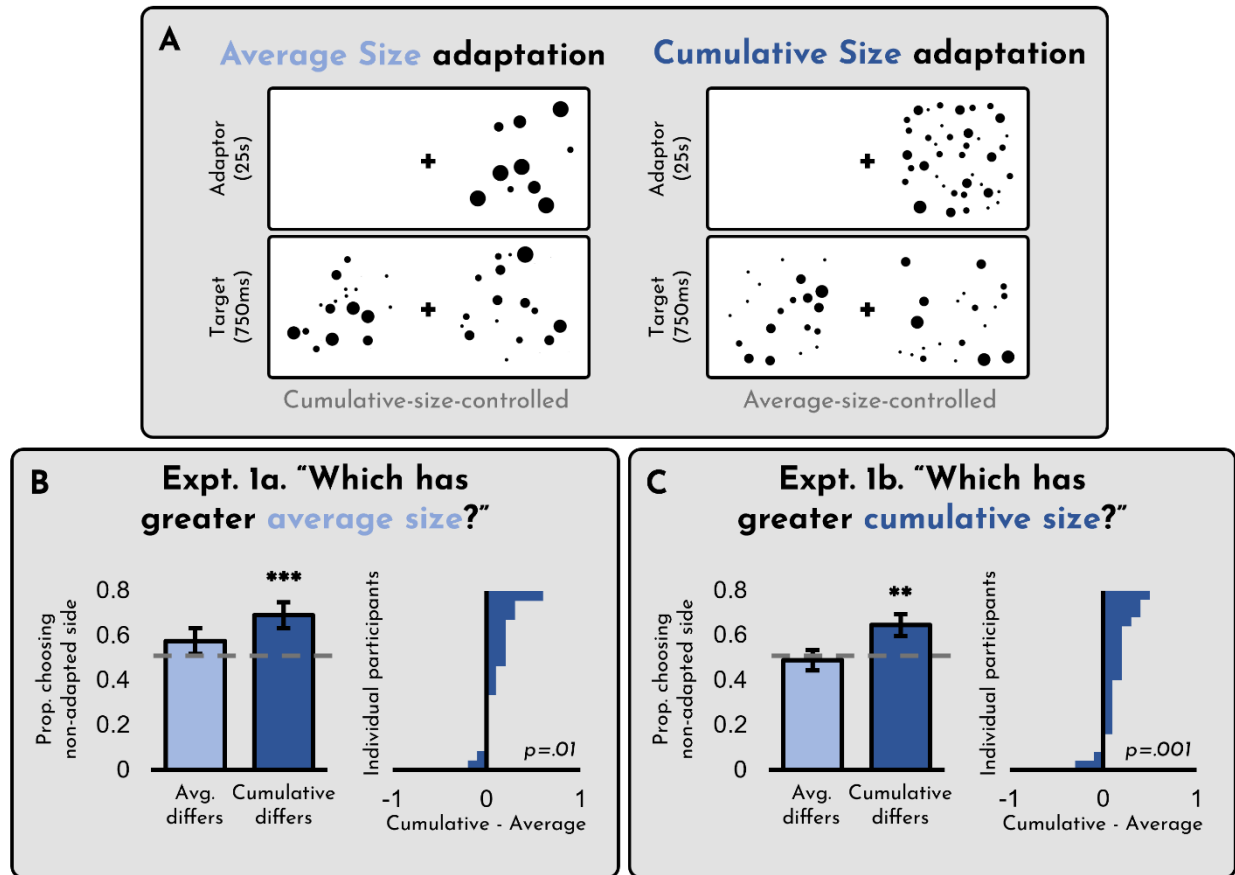 A
Average Size adaptation
Cumulative Size adaptation
Adaptor
(25s)
Adaptor
(25s)
Target
(750ms)
Target
(750ms)
Cumulative-size-controlled
Average-size-controlled
B
Expt. 1a. “Which has
greater average size?”
Prop. choosing
non-adapted side
0.8
0.6
0.4
0.2
0
***
Avg.
differs
Cumulative
differs
Individual participants
p=.01
-1
0
1
Cumulative - Average
C
Expt. 1b. “Which has
greater cumulative size?”
Prop. choosing
non-adapted side
0.8
0.6
0.4
0.2
0
**
Avg.
differs
Cumulative
differs
Individual participants
p=.001
-1
0
1
Cumulative - Average